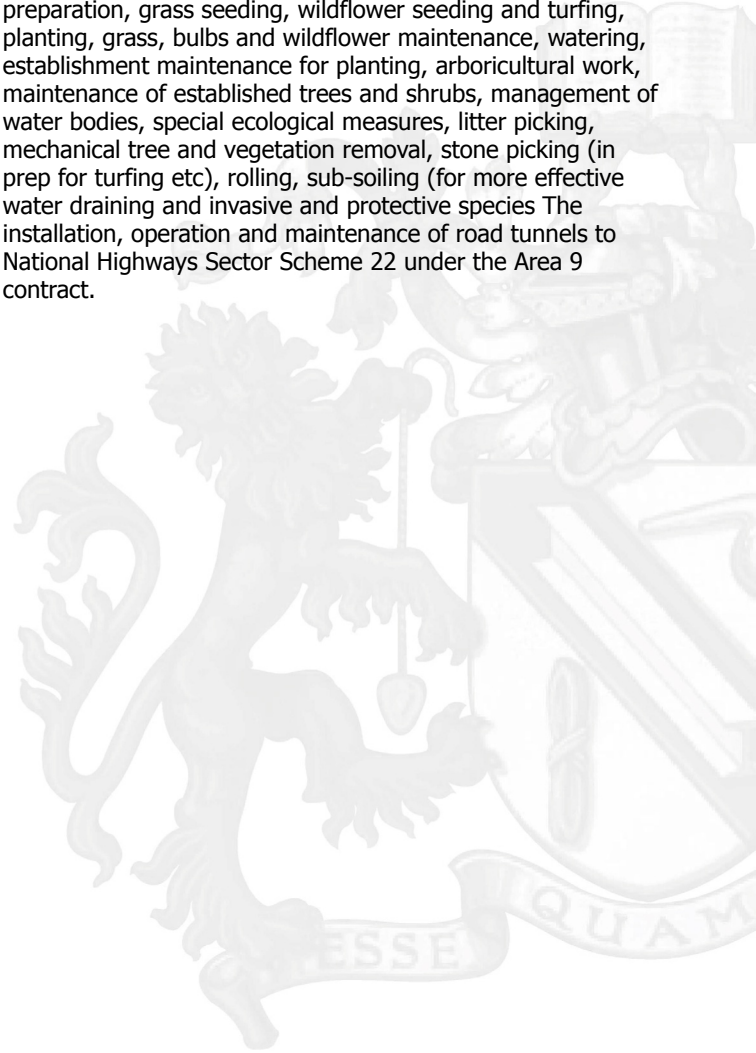 preparation, grass seeding, wildflower seeding and turfing,
planting, grass, bulbs and wildflower maintenance, watering,
establishment maintenance for planting, arboricultural work,
maintenance of established trees and shrubs, management of
water bodies, special ecological measures, litter picking,
mechanical tree and vegetation removal, stone picking (in
prep for turfing etc), rolling, sub-soiling (for more effective
water draining and invasive and protective species The
installation, operation and maintenance of road tunnels to
National Highways Sector Scheme 22 under the Area 9
contract.
ESSE QUAM